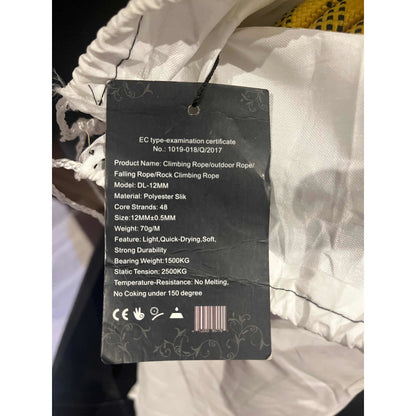 EC type-examination certificate
No.: 1019-018/Q/2017
Product Name: Climbing Rope/outdoor Rope/
Falling Rope/Rock Climbing Rope
Model: DL-12MM
Material: Polyester Slik
Core Strands: 48
Size:12MM±0.5MM
Weight: 70g/M
Feature: Light,Quick-Drying,Soft,
Strong Durability
Bearing Weight:1500KG
Static Tension: 2500KG
Temperature-Resistance: No Melting,
No Coking under 150 degree
CE